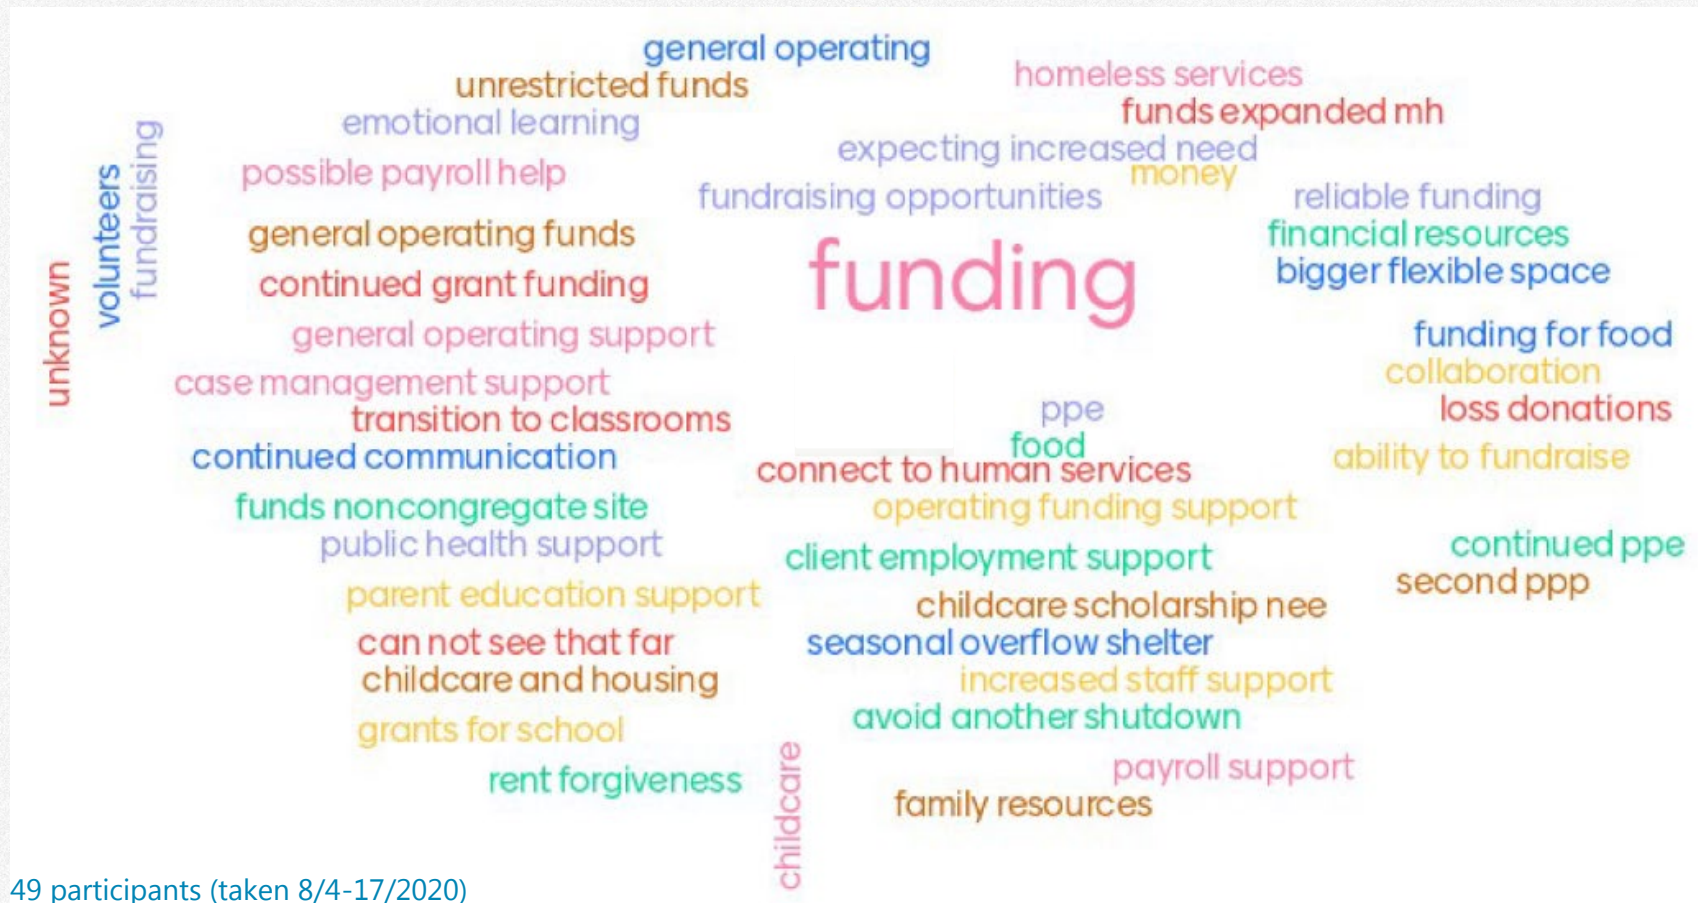 general operating
unrestricted funds
homeless services
funds expanded mh
emotional learning
expecting increased need
possible payroll help
money
fundraising opportunities
reliable funding
fundraising
volunteers
unknown
general operating funds
financial resources
funding
bigger flexible space
continued grant funding
general operating support
funding for food
collaboration
case management support
loss donations
ppe
transition to classrooms
food
continued communication
ability to fundraise
connect to human services
funds noncongregate site
operating funding support
public health support
continued ppe
client employment support
second ppp
parent education support
childcare scholarship nee
can not see that far
seasonal overflow shelter
childcare and housing
increased staff support
avoid another shutdown
grants for school
payroll support
rent forgiveness
childcare
family resources
49 participants (taken 8/4-17/2020)